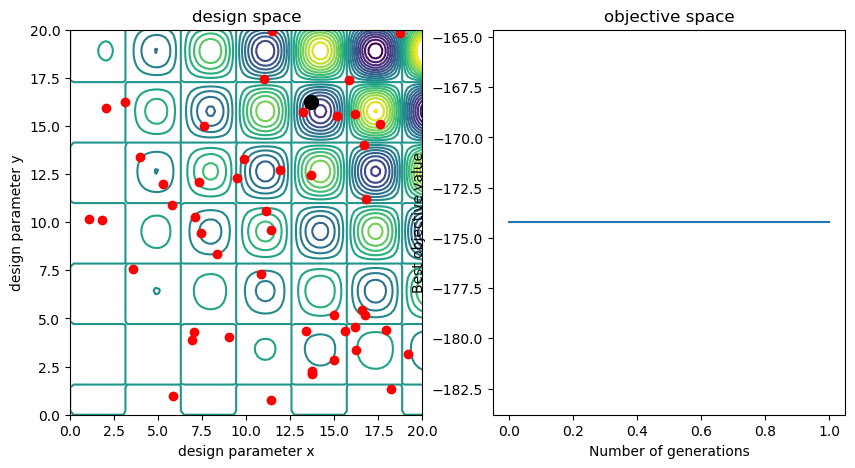 design space
20.0
17.5
15.0
12.5
10.0
7.5
5.0
2.5
0.0
design parameter y
0.0 2.5 5.0 7.5 10.0 12.5 15.0 17.5 20.0
design parameter x
objective space
−165.0
−167.5
−170.0
−172.5
−175.0
−177.5
−180.0
−182.5
Best objective value
0.0 0.2 0.4 0.6 0.8 1.0
Number of generations